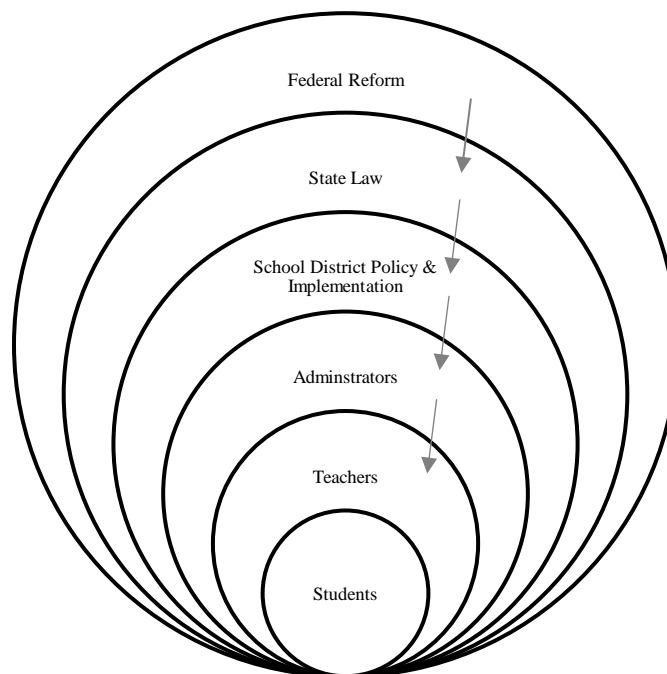 Federal Reform
State Law
School District Policy &
Implementation
Adminstrators
Teachers
Students